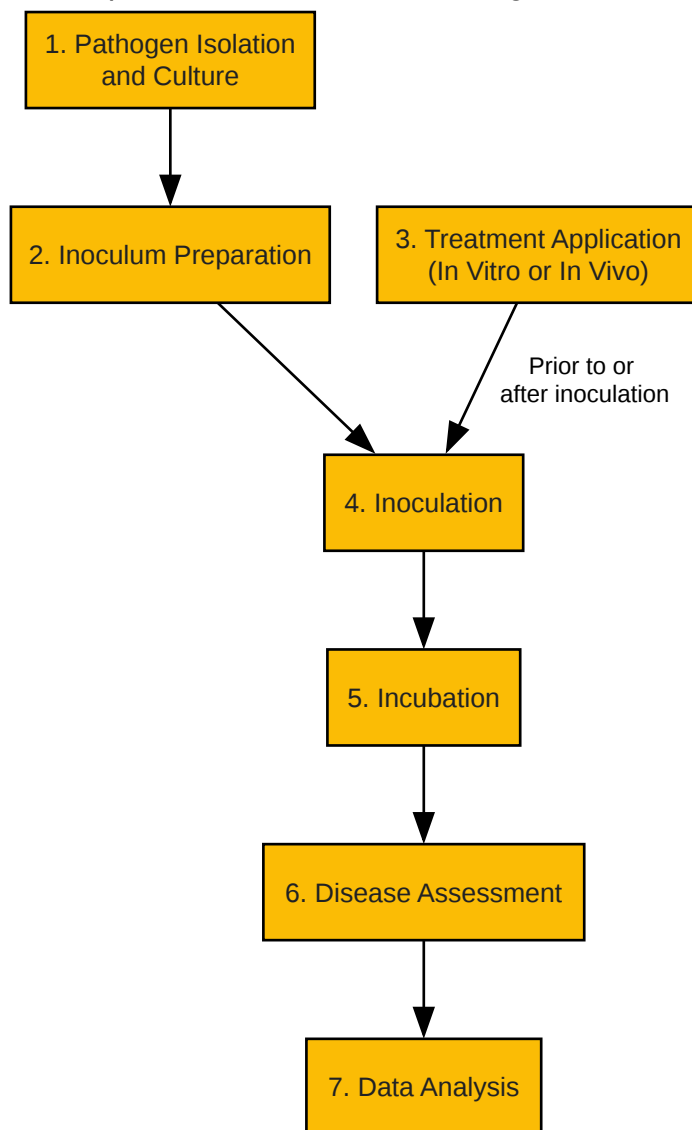 1. Pathogen Isolation
and Culture
2. Inoculum Preparation
3. Treatment Application
(In Vitro or In Vivo)
Prior to or
after inoculation
4. Inoculation
5. Incubation
6. Disease Assessment
7. Data Analysis